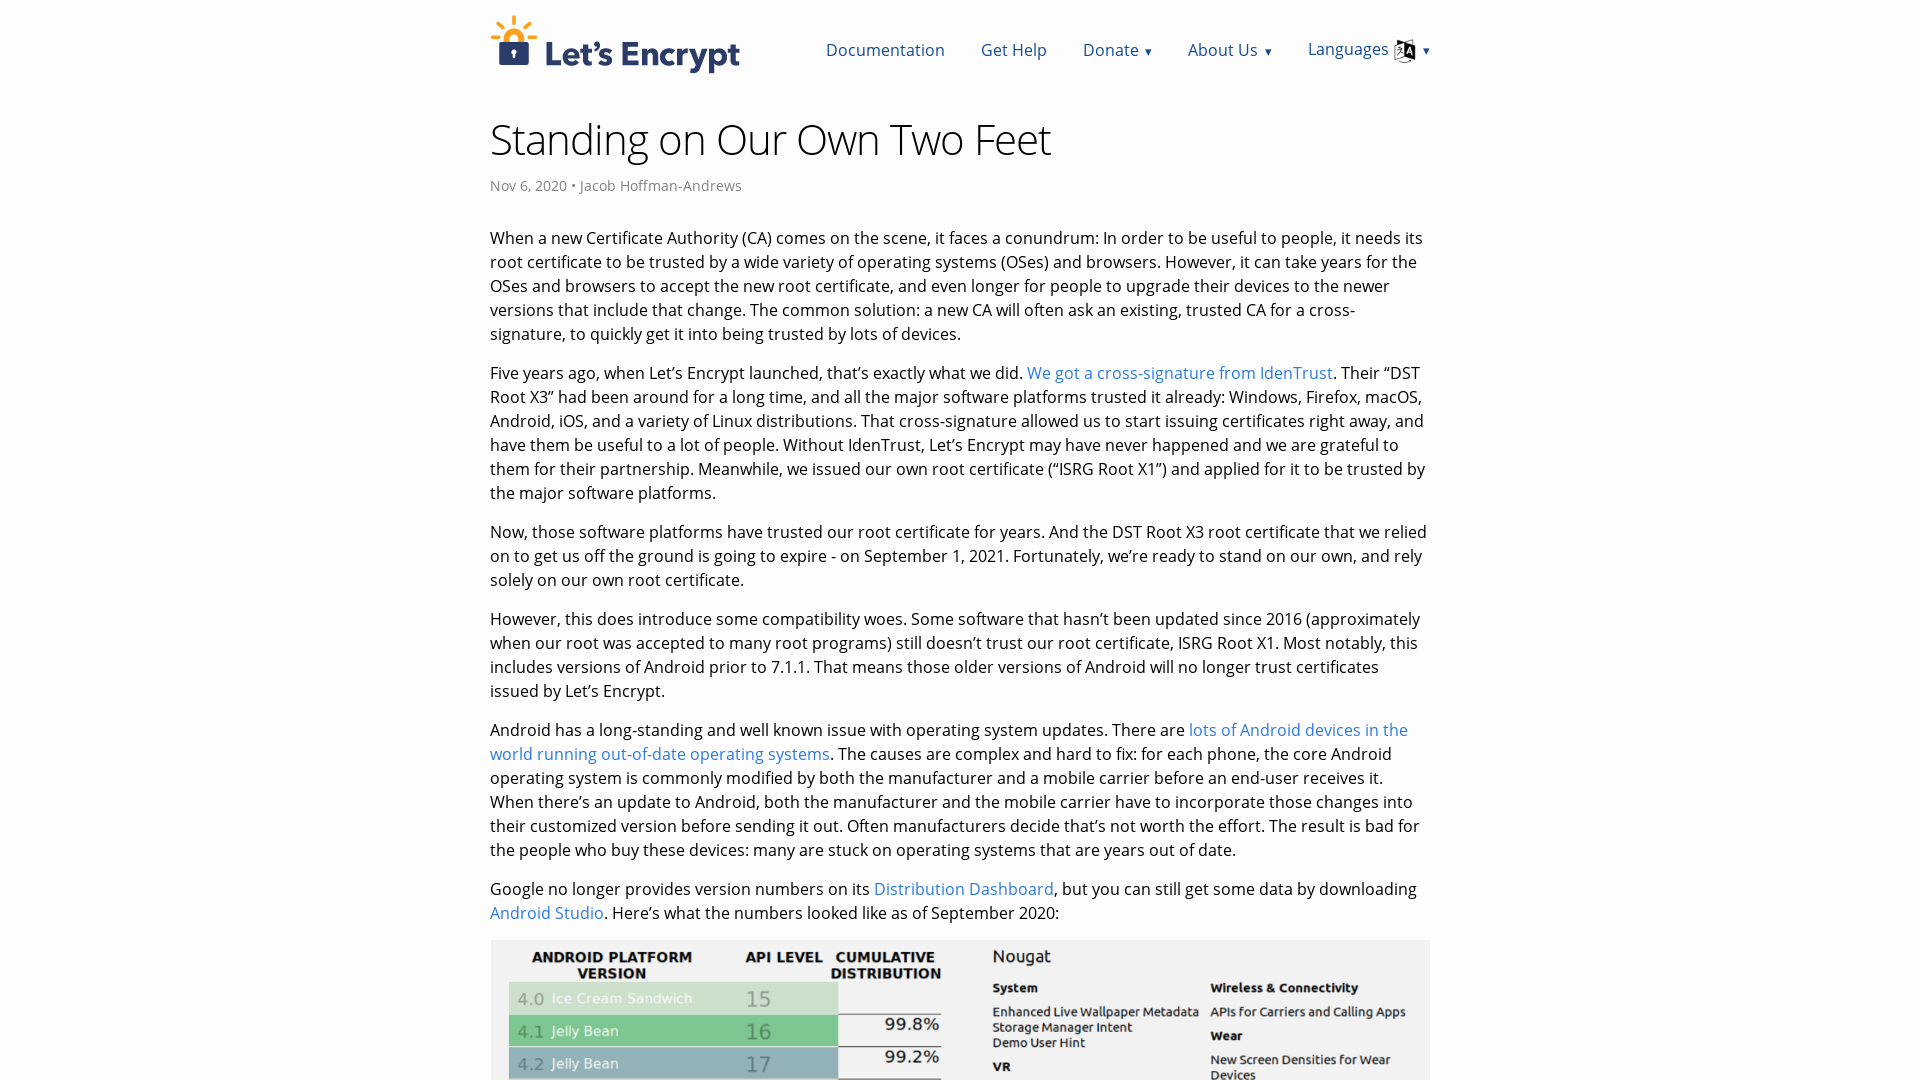 Let's Encrypt
Documentation
Get Help
Donate ▾
About Us ▾
Languages ▾
Standing on Our Own Two Feet
Nov 6, 2020 • Jacob Hoffman-Andrews
When a new Certificate Authority (CA) comes on the scene, it faces a conundrum: In order to be useful to people, it needs its
root certificate to be trusted by a wide variety of operating systems (OSes) and browsers. However, it can take years for the
OSes and browsers to accept the new root certificate, and even longer for people to upgrade their devices to the newer
versions that include that change. The common solution: a new CA will often ask an existing, trusted CA for a cross-
signature, to quickly get it into being trusted by lots of devices.
Five years ago, when Let’s Encrypt launched, that’s exactly what we did. We got a cross-signature from IdenTrust. Their “DST
Root X3” had been around for a long time, and all the major software platforms trusted it already: Windows, Firefox, macOS,
Android, iOS, and a variety of Linux distributions. That cross-signature allowed us to start issuing certificates right away, and
have them be useful to a lot of people. Without IdenTrust, Let’s Encrypt may have never happened and we are grateful to
them for their partnership. Meanwhile, we issued our own root certificate (“ISRG Root X1”) and applied for it to be trusted by
the major software platforms.
Now, those software platforms have trusted our root certificate for years. And the DST Root X3 root certificate that we relied
on to get us off the ground is going to expire - on September 1, 2021. Fortunately, we’re ready to stand on our own, and rely
solely on our own root certificate.
However, this does introduce some compatibility woes. Some software that hasn’t been updated since 2016 (approximately
when our root was accepted to many root programs) still doesn’t trust our root certificate, ISRG Root X1. Most notably, this
includes versions of Android prior to 7.1.1. That means those older versions of Android will no longer trust certificates
issued by Let’s Encrypt.
Android has a long-standing and well known issue with operating system updates. There are lots of Android devices in the
world running out-of-date operating systems. The causes are complex and hard to fix: for each phone, the core Android
operating system is commonly modified by both the manufacturer and a mobile carrier before an end-user receives it.
When there’s an update to Android, both the manufacturer and the mobile carrier have to incorporate those changes into
their customized version before sending it out. Often manufacturers decide that’s not worth the effort. The result is bad for
the people who buy these devices: many are stuck on operating systems that are years out of date.
Google no longer provides version numbers on its Distribution Dashboard, but you can still get some data by downloading
Android Studio. Here’s what the numbers looked like as of September 2020:
ANDROID PLATFORM
VERSION
API LEVEL
CUMULATIVE
DISTRIBUTION
4.0 Ice Cream Sandwich 15
99.8%
4.1 Jelly Bean 16
99.2%
4.2 Jelly Bean 17
Nougat
System
Enhanced Live Wallpaper Metadata
Storage Manager Intent
Demo User Hint
VR
Wireless & Connectivity
APIs for Carriers and Calling Apps
Wear
New Screen Densities for Wear
Devices